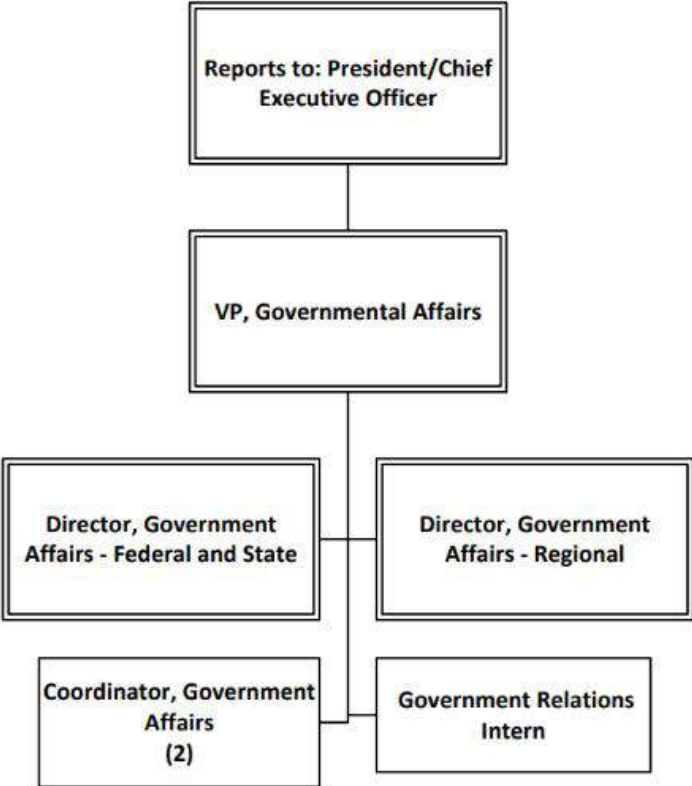 Reports to: President/Chief
Executive Officer
VP, Governmental Affairs
Director, Government
Affairs - Federal and State
Director, Government
Affairs - Regional
Coordinator, Government
Affairs
(2)
Government Relations
Intern